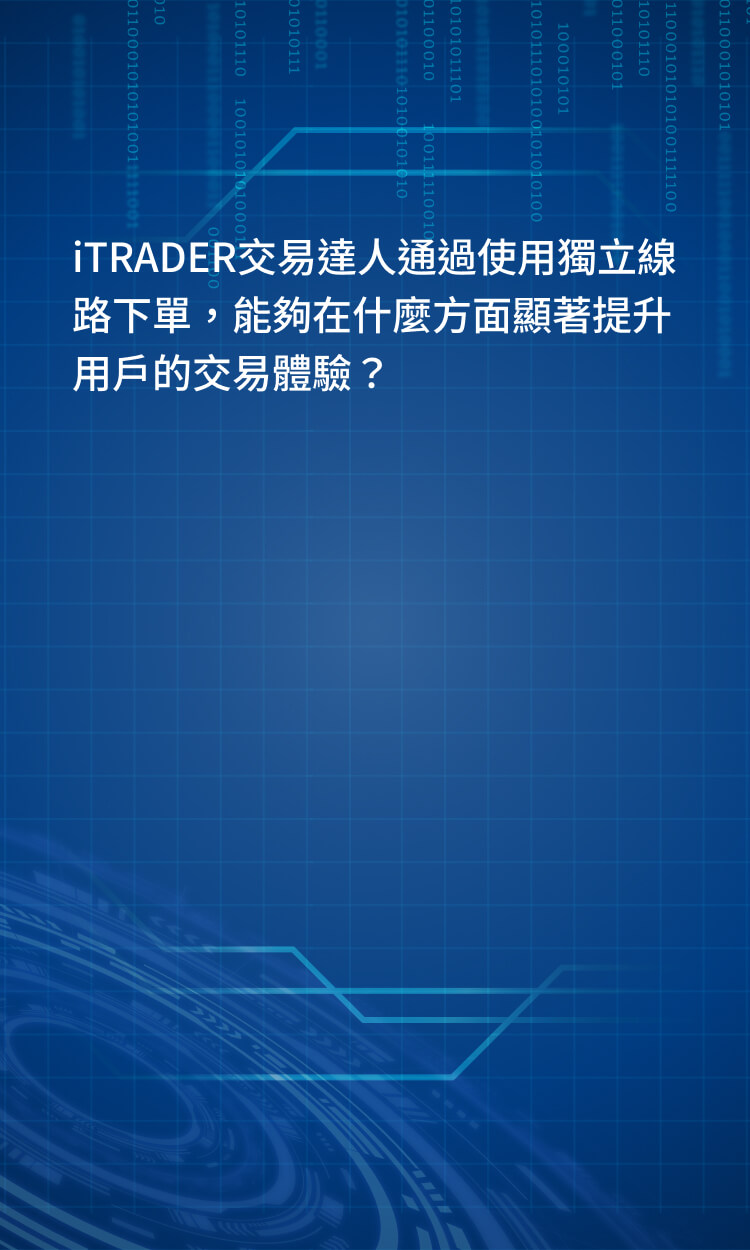 iTRADER交易達人通過使用獨立線
路下單，能夠在什麼方面顯著提升
用戶的交易體驗？